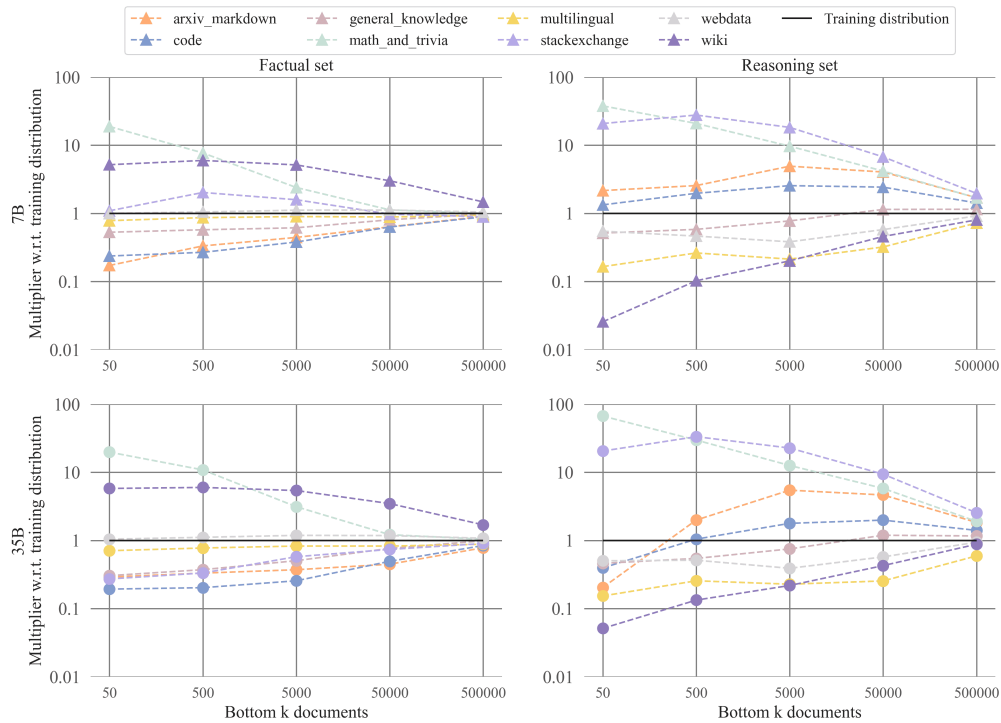 arxiv_markdown general_knowledge multilingual webdata Training distribution
code math_and_trivia stackexchange wiki
Factual set Reasoning set
7B
Multiplier w.r.t. training distribution
100
10
1
0.1
0.01
50 500 5000 50000 500000
100
10
1
0.1
0.01
50 500 5000 50000 500000
35B
Multiplier w.r.t. training distribution
100
10
1
0.1
0.01
50 500 5000 50000 500000
Bottom k documents
100
10
1
0.1
0.01
50 500 5000 50000 500000
Bottom k documents